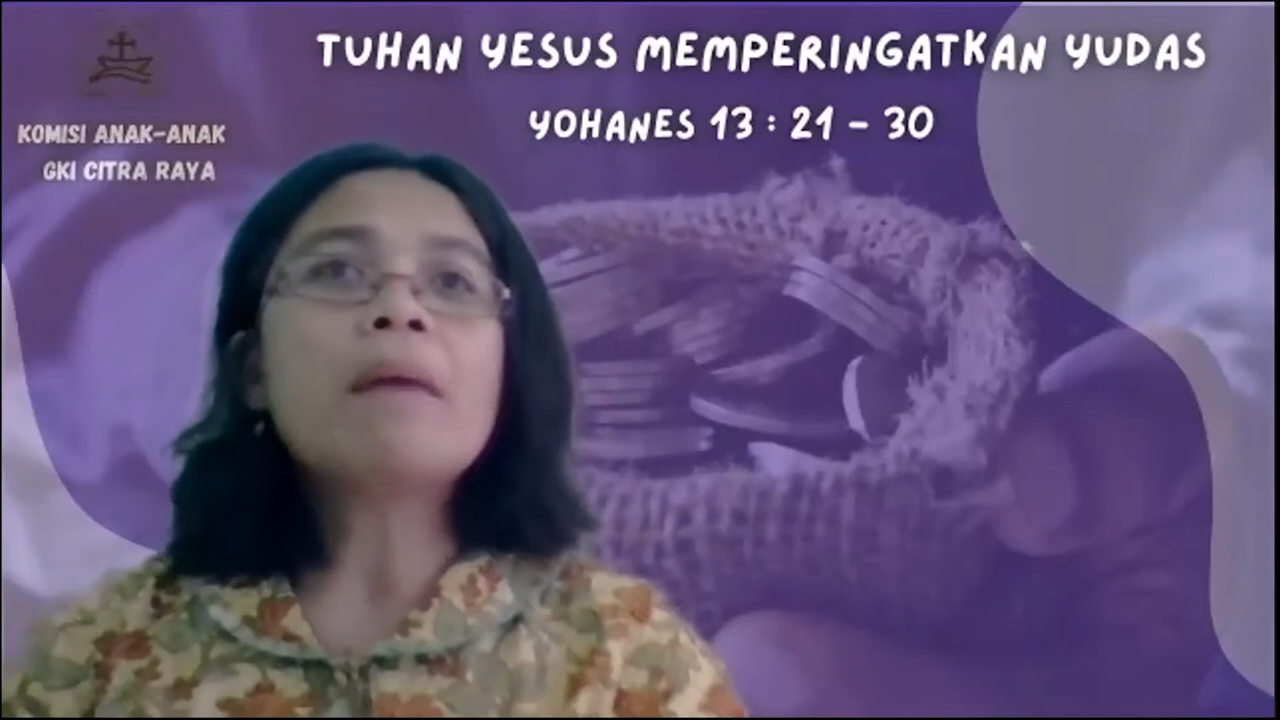 TUHAN YESUS MEMPERINGATKAN YUDAS
YOHANES 13 : 21 - 30
KOMISI ANAK-ANAK
GKI CITRA RAYA